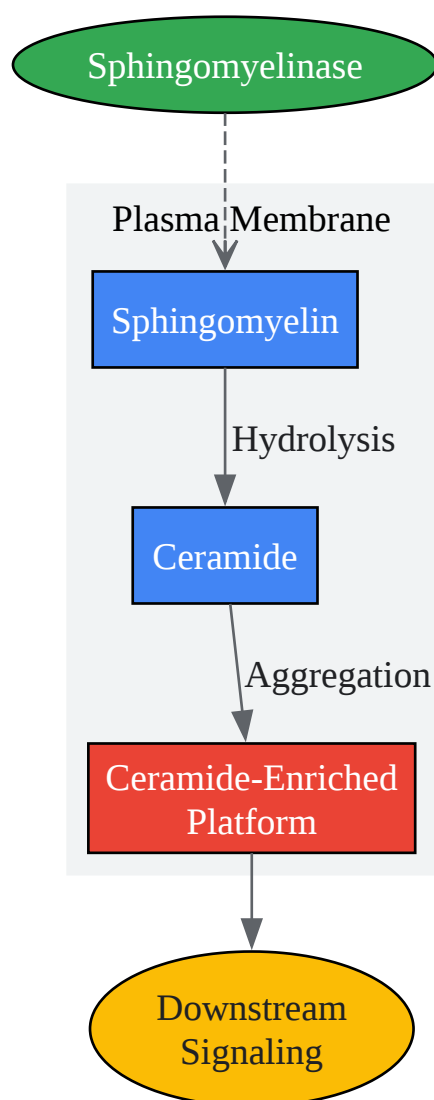 Sphingomyelinase
Plasma Membrane
Sphingomyelin
Hydrolysis
Ceramide
Aggregation
Ceramide-Enriched
Platform
Downstream
Signaling